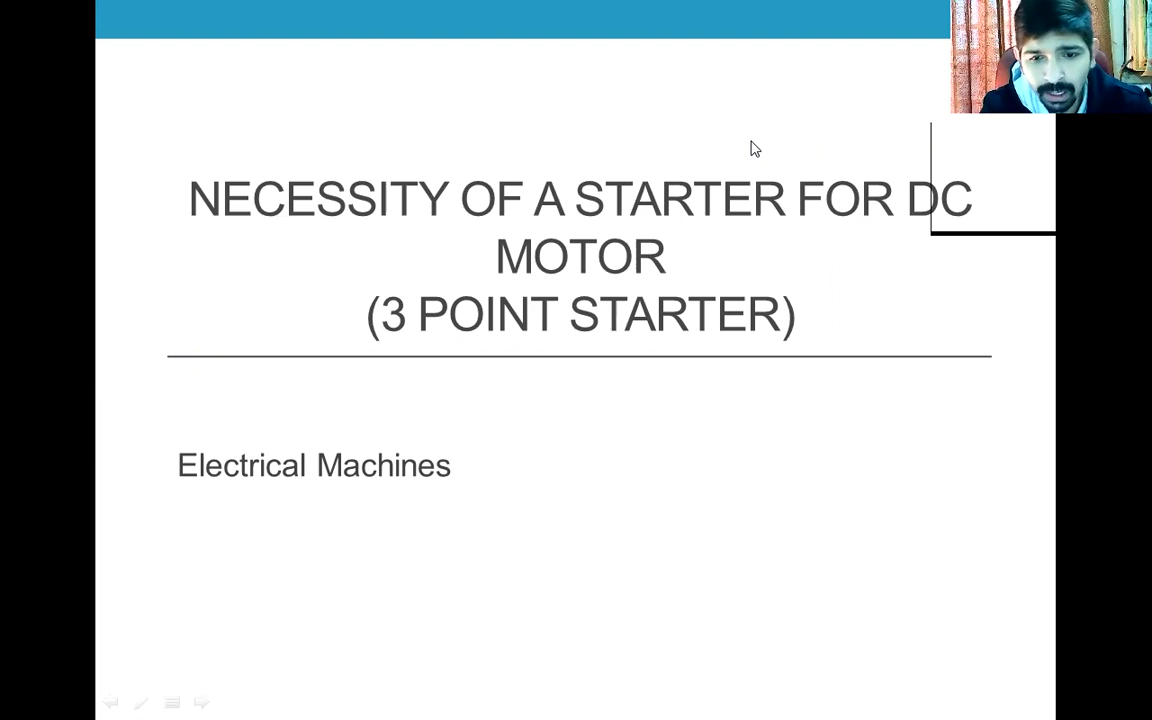 NECESSITY OF A STARTER FOR DC
MOTOR
(3 POINT STARTER)
Electrical Machines